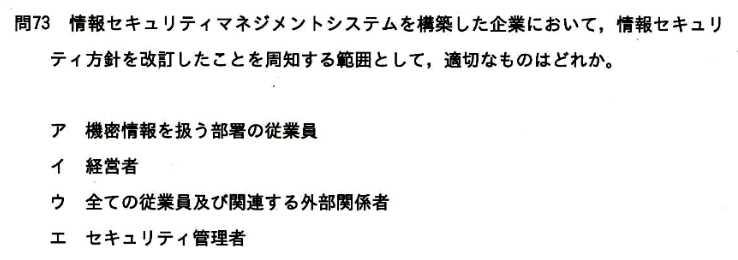 問73 情報セキュリティマネジメントシステムを構築した企業において，情報セキュリ
ティ方針を改訂したことを周知する範囲として，適切なものはどれか。
ア 機密情報を扱う部署の従業員
イ 経営者
ウ 全ての従業員及び関連する外部関係者
エ セキュリティ管理者